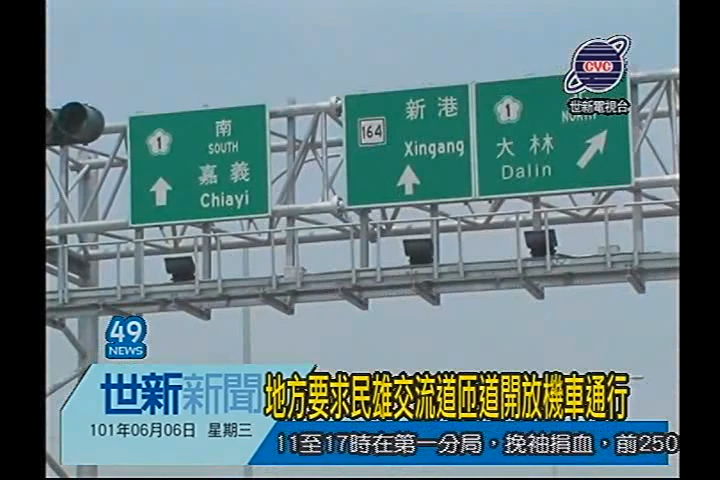 CVC
世新電視台
1
南
SOUTH
嘉義
Chiayi
164
新港
Xingang
1
NORTH
大林
Dalin
49
NEWS
世新新聞
地方要求民雄交流道匝道開放機車通行
101年06月06日 星期三
11至17時在第一分局，挽袖捐血，前250